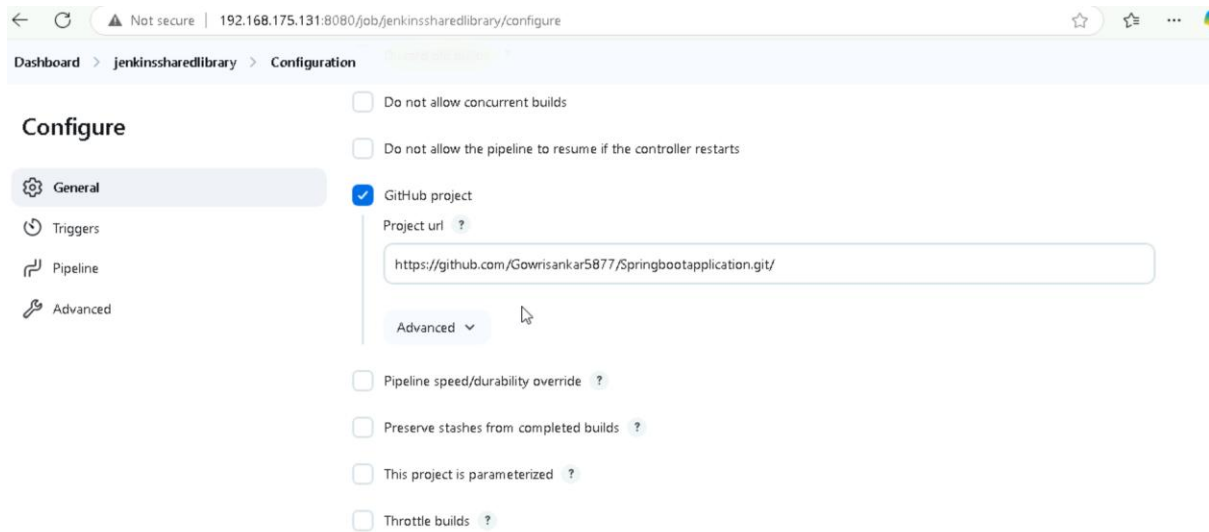 Not secure | 192.168.175.131:8080/job/jenkinssharedlibrary/configure
Dashboard > jenkinssharedlibrary > Configuration
Configure
General
Triggers
Pipeline
Advanced
Do not allow concurrent builds
Do not allow the pipeline to resume if the controller restarts
GitHub project
Project url ?
https://github.com/Gowrisankar5877/Springbootapplication.git/
Advanced
Pipeline speed/durability override ?
Preserve stashes from completed builds ?
This project is parameterized ?
Throttle builds ?